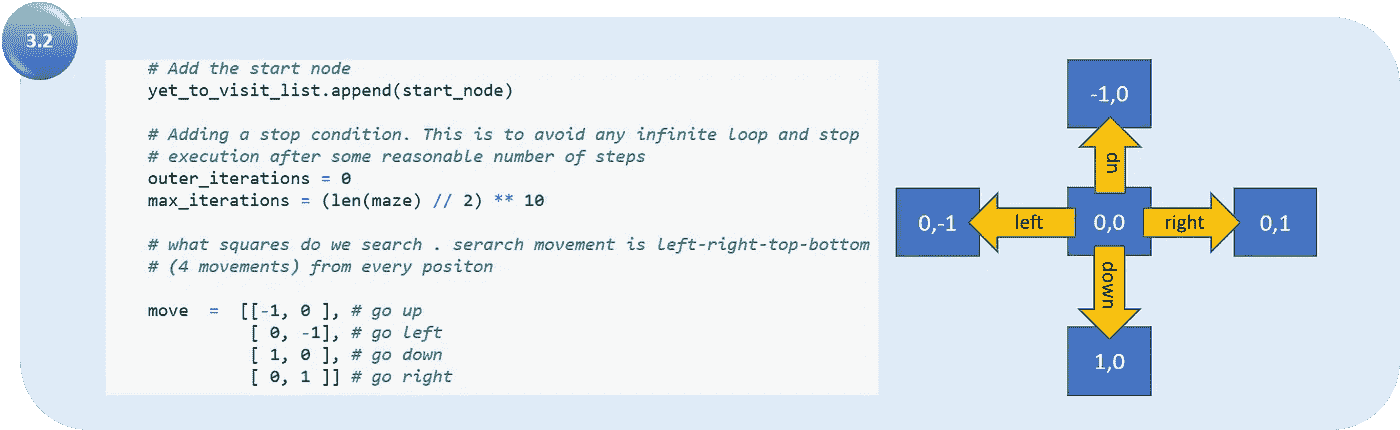 3.2
# Add the start node
yet_to_visit_list.append(start_node)
# Adding a stop condition. This is to avoid any infinite loop and stop
# execution after some reasonable number of steps
outer_iterations = 0
max_iterations = (len(maze) // 2) ** 10
# what squares do we search . serarch movement is left-right-top-bottom
# (4 movements) from every positon
move  =  [[-1, 0 ], # go up
          [ 0, -1], # go left
          [ 1, 0 ], # go down
          [ 0, 1 ]] # go right
-1,0
up
0,-1
left
0,0
right
0,1
down
1,0